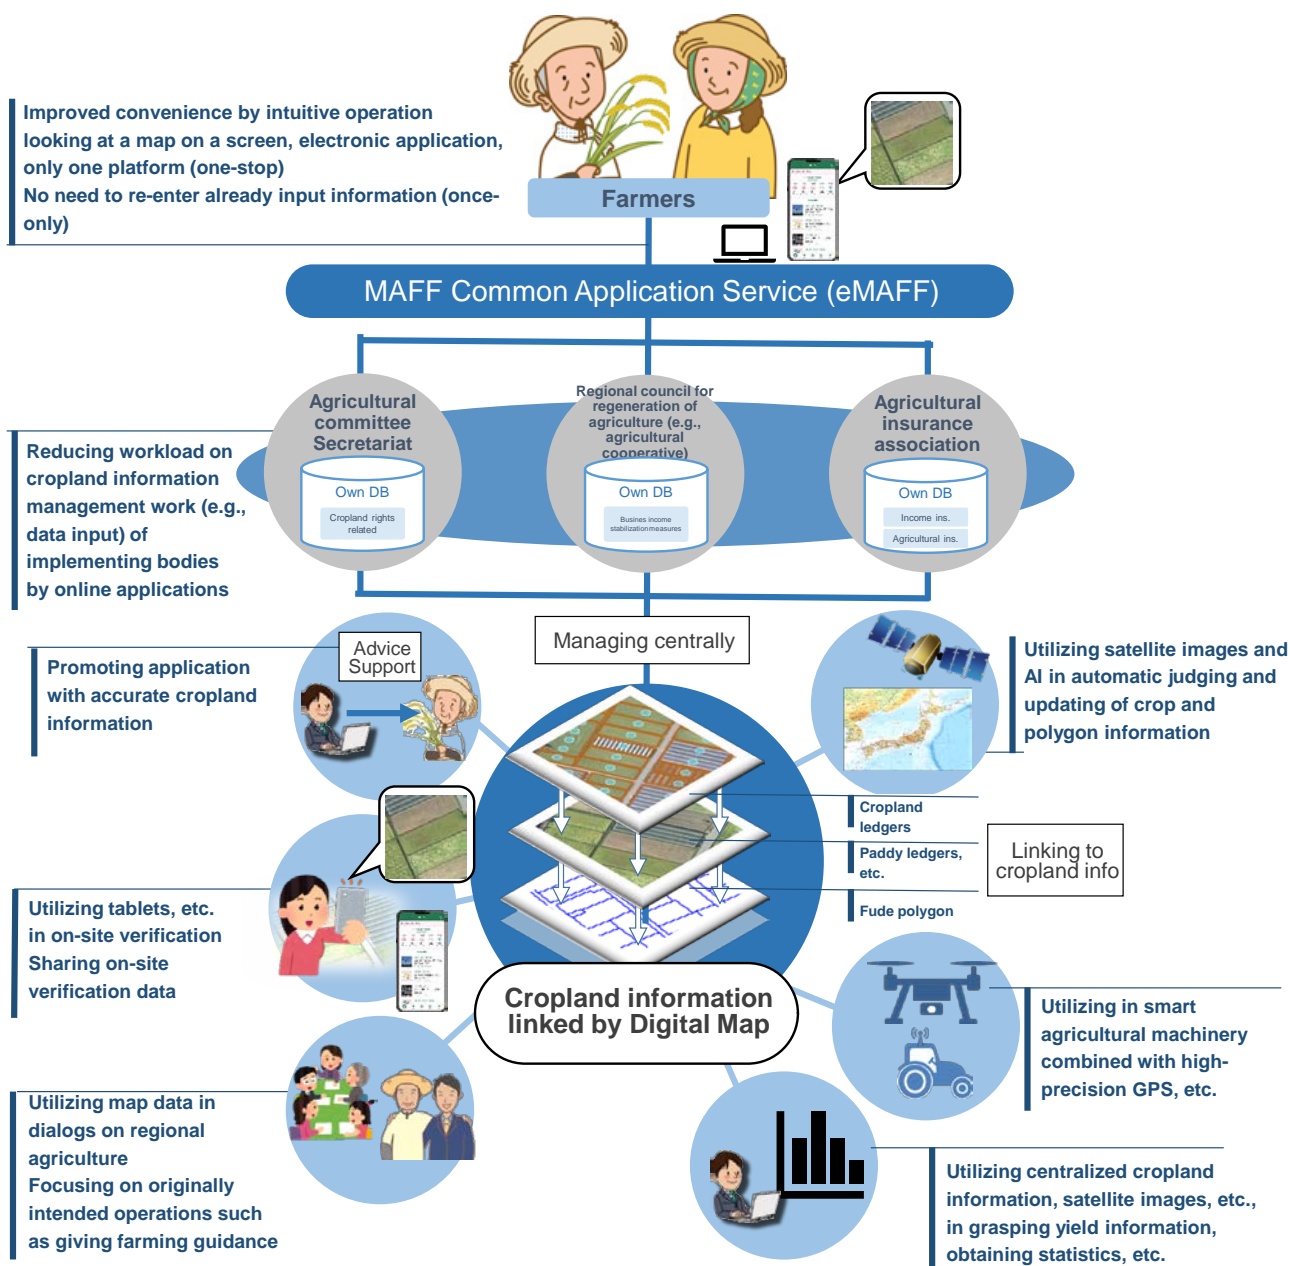 Improved convenience by intuitive operation
looking at a map on a screen, electronic application,
only one platform (one-stop)
No need to re-enter already input information (once-
only)
Farmers
MAFF Common Application Service (eMAFF)
Agricultural
committee
Secretariat
Own DB
Cropland rights
related
Regional council for
regeneration of
agriculture (e.g.,
agricultural
cooperative)
Own DB
Busines income
stabilization measures
Agricultural
insurance
association
Own DB
Income ins.
Agricultural ins.
Reducing workload on
cropland information
management work (e.g.,
data input) of
implementing bodies
by online applications
Managing centrally
Advice
Support
Promoting application
with accurate cropland
information
Utilizing satellite images and
AI in automatic judging and
updating of crop and
polygon information
Cropland
ledgers
Paddy ledgers,
etc.
Fude polygon
Linking to
cropland info
Utilizing tablets, etc.
in on-site verification
Sharing on-site
verification data
Cropland information
linked by Digital Map
Utilizing in smart
agricultural machinery
combined with high-
precision GPS, etc.
Utilizing map data in
dialogs on regional
agriculture
Focusing on originally
intended operations such
as giving farming guidance
Utilizing centralized cropland
information, satellite images, etc.,
in grasping yield information,
obtaining statistics, etc.